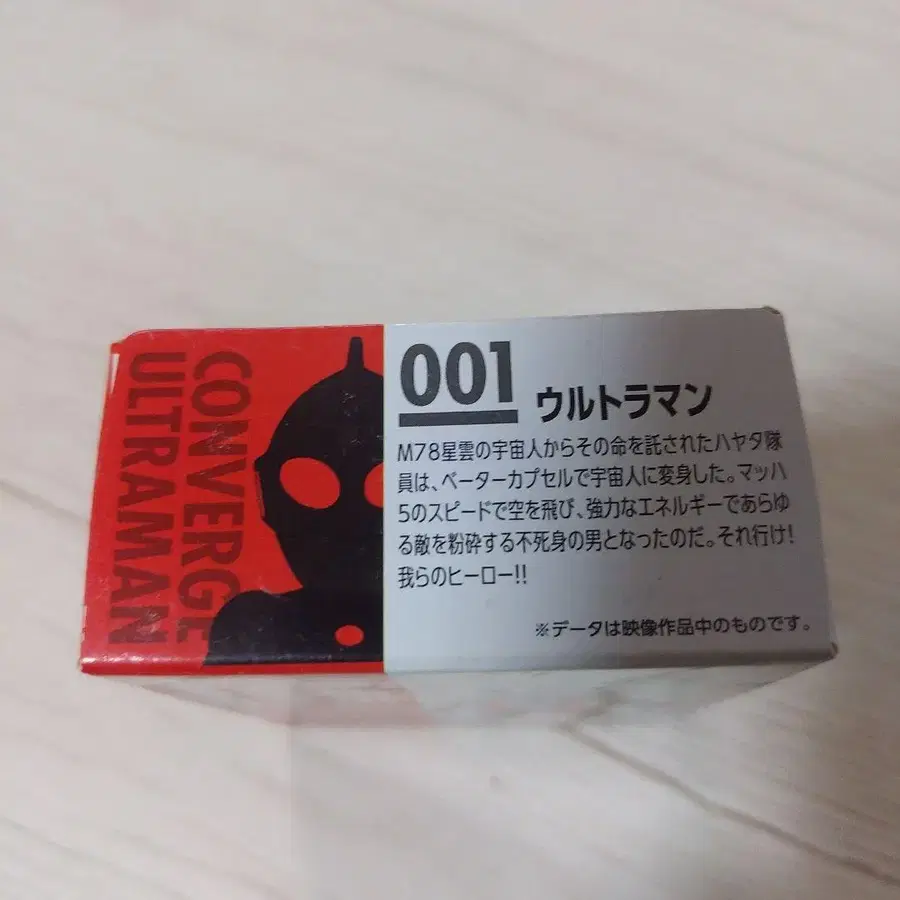 CONVERGE
ULTRAMAN
001 ウルトラマン
M78星雲の宇宙人からその命を託されたハヤタ隊
員は、ベーターカプセルで宇宙人に変身した。マッハ
5のスピードで空を飛び、強力なエネルギーであらゆ
る敵を粉砕する不死身の男となったのだ。それ行け!
我らのヒーロー!!
※データは映像作品中のものです。